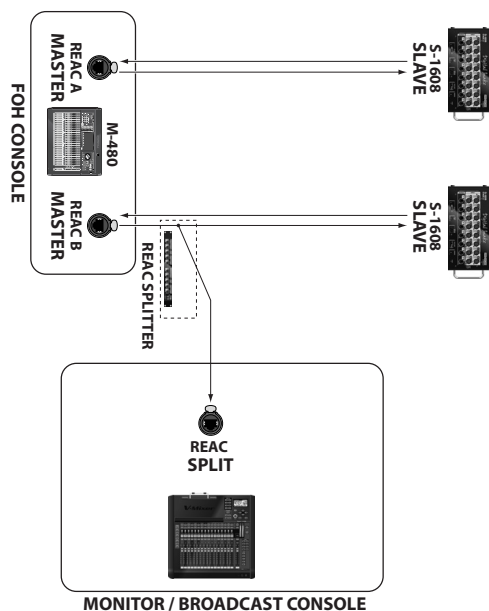 REAC A
MASTER
M-480
FOH CONSOLE
REAC B
MASTER
S-1608
SLAVE
S-1608
SLAVE
REAC SPLITTER
REAC
SPLIT
MONITOR / BROADCAST CONSOLE